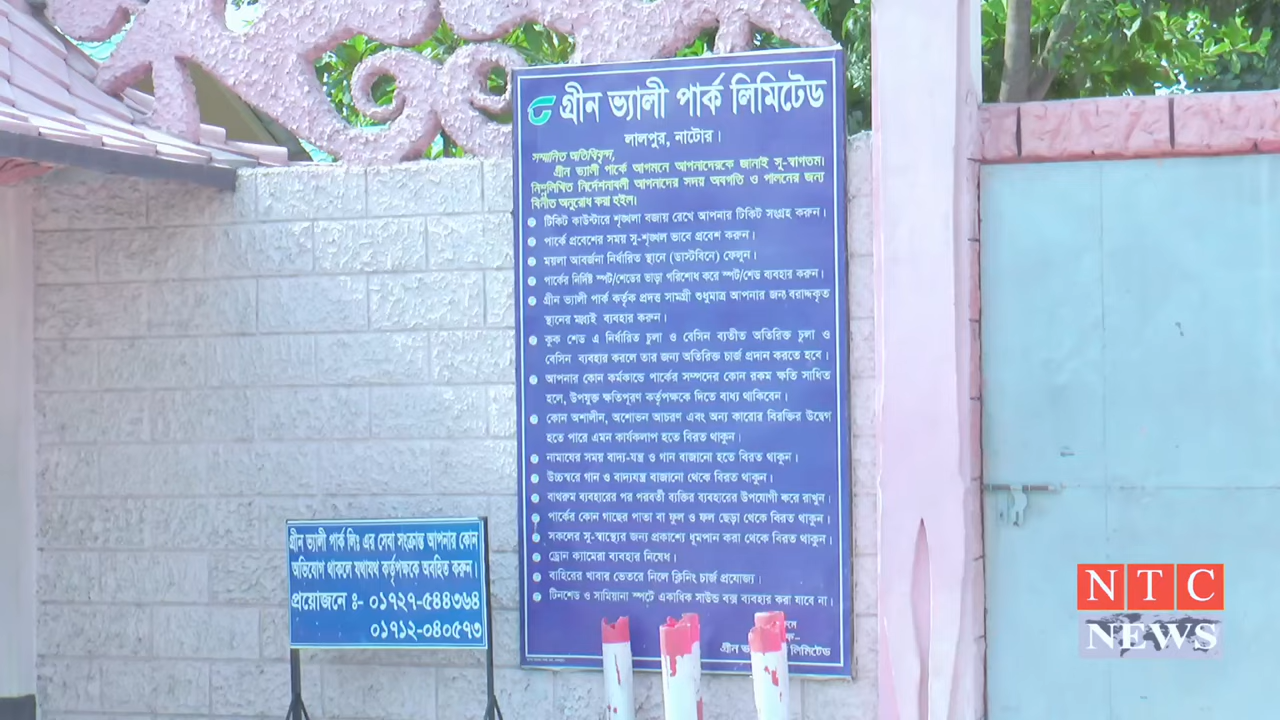 গ্রীন ভ্যালী পার্ক লিমিটেড
লালপুর, নাটোর।
সম্মানিত অতিথিবৃন্দ,
গ্রীন ভ্যালী পার্কে আগমনে আপনাদেরকে জানাই সু-স্বাগতম।
নিম্নলিখিত নির্দেশনাবলী আপনাদের সদয় অবগতি ও পালনের জন্য
বিনীত অনুরোধ করা হইল।
টিকিট কাউন্টারে শৃঙ্খলা বজায় রেখে আপনার টিকিট সংগ্রহ করুন।
পার্কে প্রবেশের সময় সু-শৃঙ্খল ভাবে প্রবেশ করুন।
ময়লা আবর্জনা নির্ধারিত স্থানে (ডাস্টবিনে) ফেলুন।
পার্কের নির্দিষ্ট স্পট/শেডের ভাড়া পরিশোধ করে স্পট/শেড ব্যবহার করুন।
গ্রীন ভ্যালী পার্ক কর্তৃক প্রদত্ত সামগ্রী শুধুমাত্র আপনার জন্য বরাদ্দকৃত
স্থানের মধ্যেই ব্যবহার করুন।
কুক শেড এ নির্ধারিত চুলা ও বেসিন ব্যতীত অতিরিক্ত চুলা ও
বেসিন ব্যবহার করলে তার জন্য অতিরিক্ত চার্জ প্রদান করতে হবে।
আপনার কোন কর্মকান্ডে পার্কের সম্পদের কোন রকম ক্ষতি সাধিত
হলে, উপযুক্ত ক্ষতিপূরণ কর্তৃপক্ষকে দিতে বাধ্য থাকিবেন।
কোন অশালীন, অশোভন আচরণ এবং অন্য কারোর বিরক্তির উদ্বেগ
হতে পারে এমন কার্যকলাপ হতে বিরত থাকুন।
নামাযের সময় বাদ্য-যন্ত্র ও গান বাজানো হতে বিরত থাকুন।
উচ্চস্বরে গান ও বাদ্যযন্ত্র বাজানো থেকে বিরত থাকুন।
বাথরুম ব্যবহারের পর পরবর্তী ব্যক্তির ব্যবহারের উপযোগী করে রাখুন।
পার্কের কোন গাছের পাতা বা ফুল ও ফল ছেড়া থেকে বিরত থাকুন।
সকলের সু-স্বাস্থ্যের জন্য প্রকাশ্যে ধূমপান করা থেকে বিরত থাকুন।
ড্রোন ক্যামেরা ব্যবহার নিষেধ।
বাহিরের খাবার ভেতরে নিলে ক্লিনিং চার্জ প্রযোজ্য।
টিনশেড ও সামিয়ানা স্পটে একাধিক সাউন্ড বক্স ব্যবহার করা যাবে না।
লিমিটেড
গ্রীন ভ্যালী পার্ক লিঃ এর সেবা সংক্রান্ত আপনার কোন
অভিযোগ থাকলে যথাযথ কর্তৃপক্ষকে অবহিত করুন।
প্রয়োজনে ঃ- ০১৭২৭-৫৪৪৩৬৪
০১৭১২-০৪০৫৭৩
NTC
NEWS